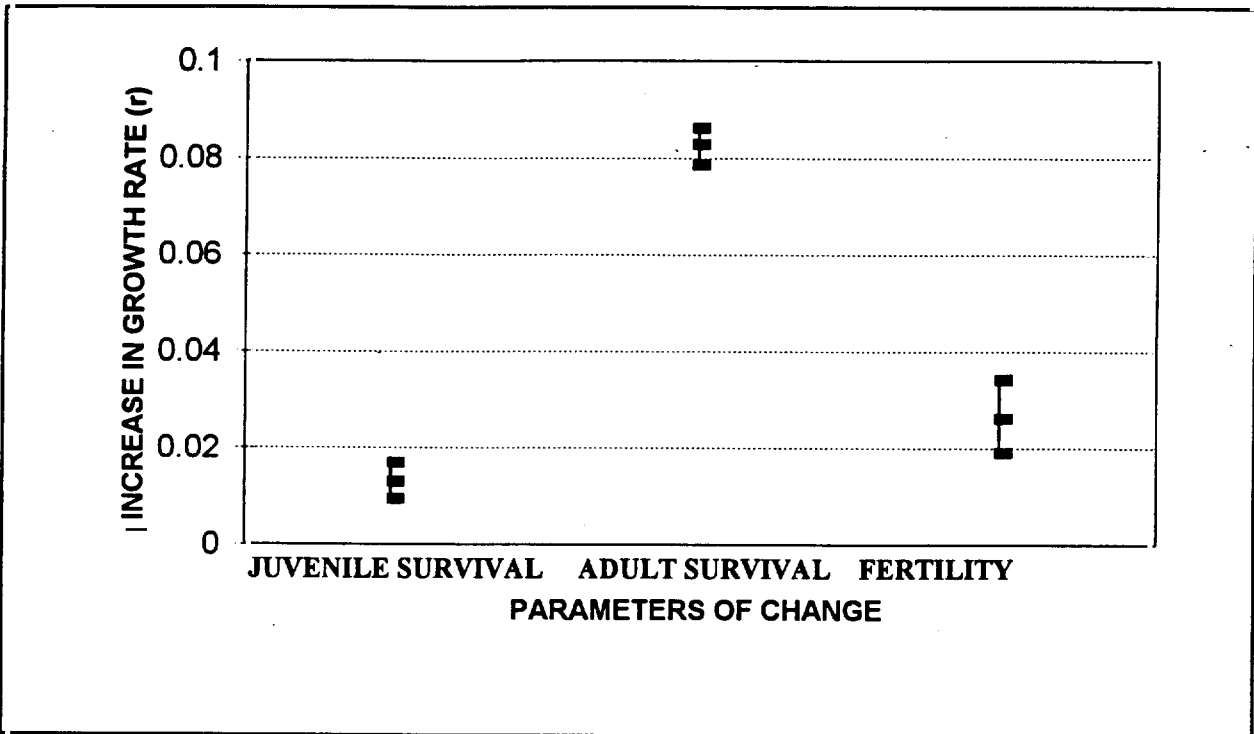 INCREASE IN GROWTH RATE (r)
0.1
0.08
0.06
0.04
0.02
0
JUVENILE SURVIVAL ADULT SURVIVAL FERTILITY
PARAMETERS OF CHANGE